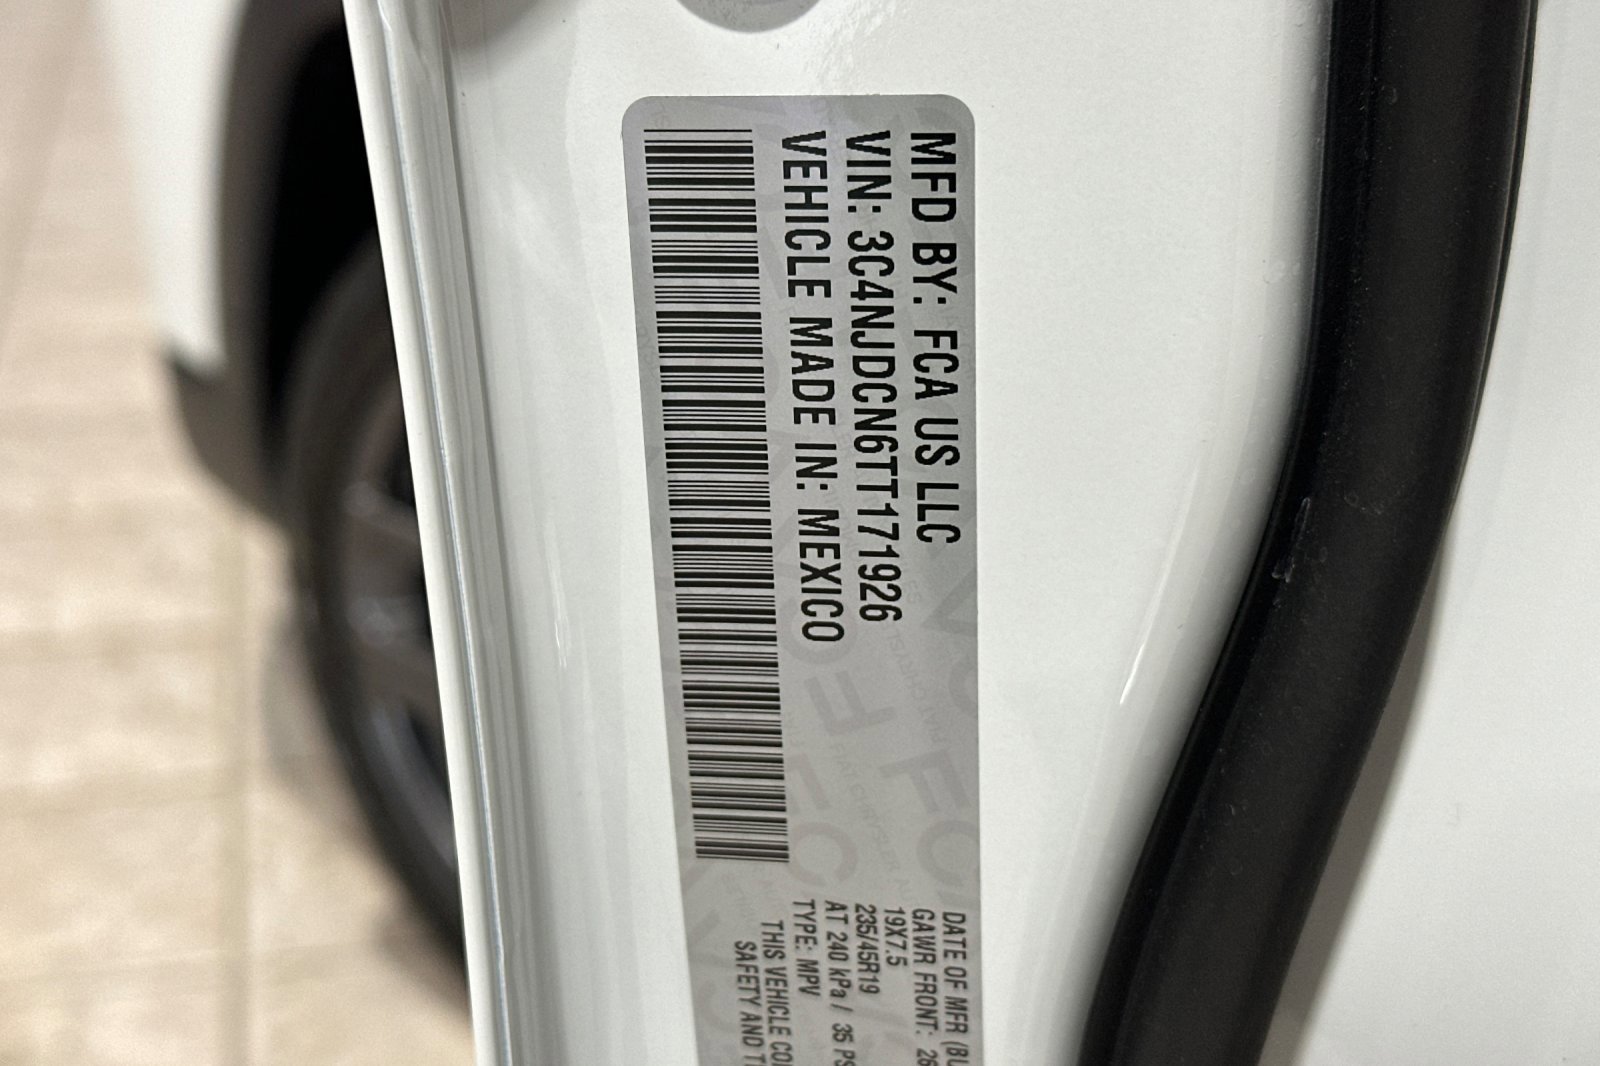 MFD BY: FCA US LLC
VIN: 3C4NJDCN6TT171926
VEHICLE MADE IN: MEXICO
DATE OF MFR
GAWR FRONT:
19X7.5
235/45R19
AT 240 kPa / 35
TYPE: MPV
THIS VEHICLE
SAFETY AND